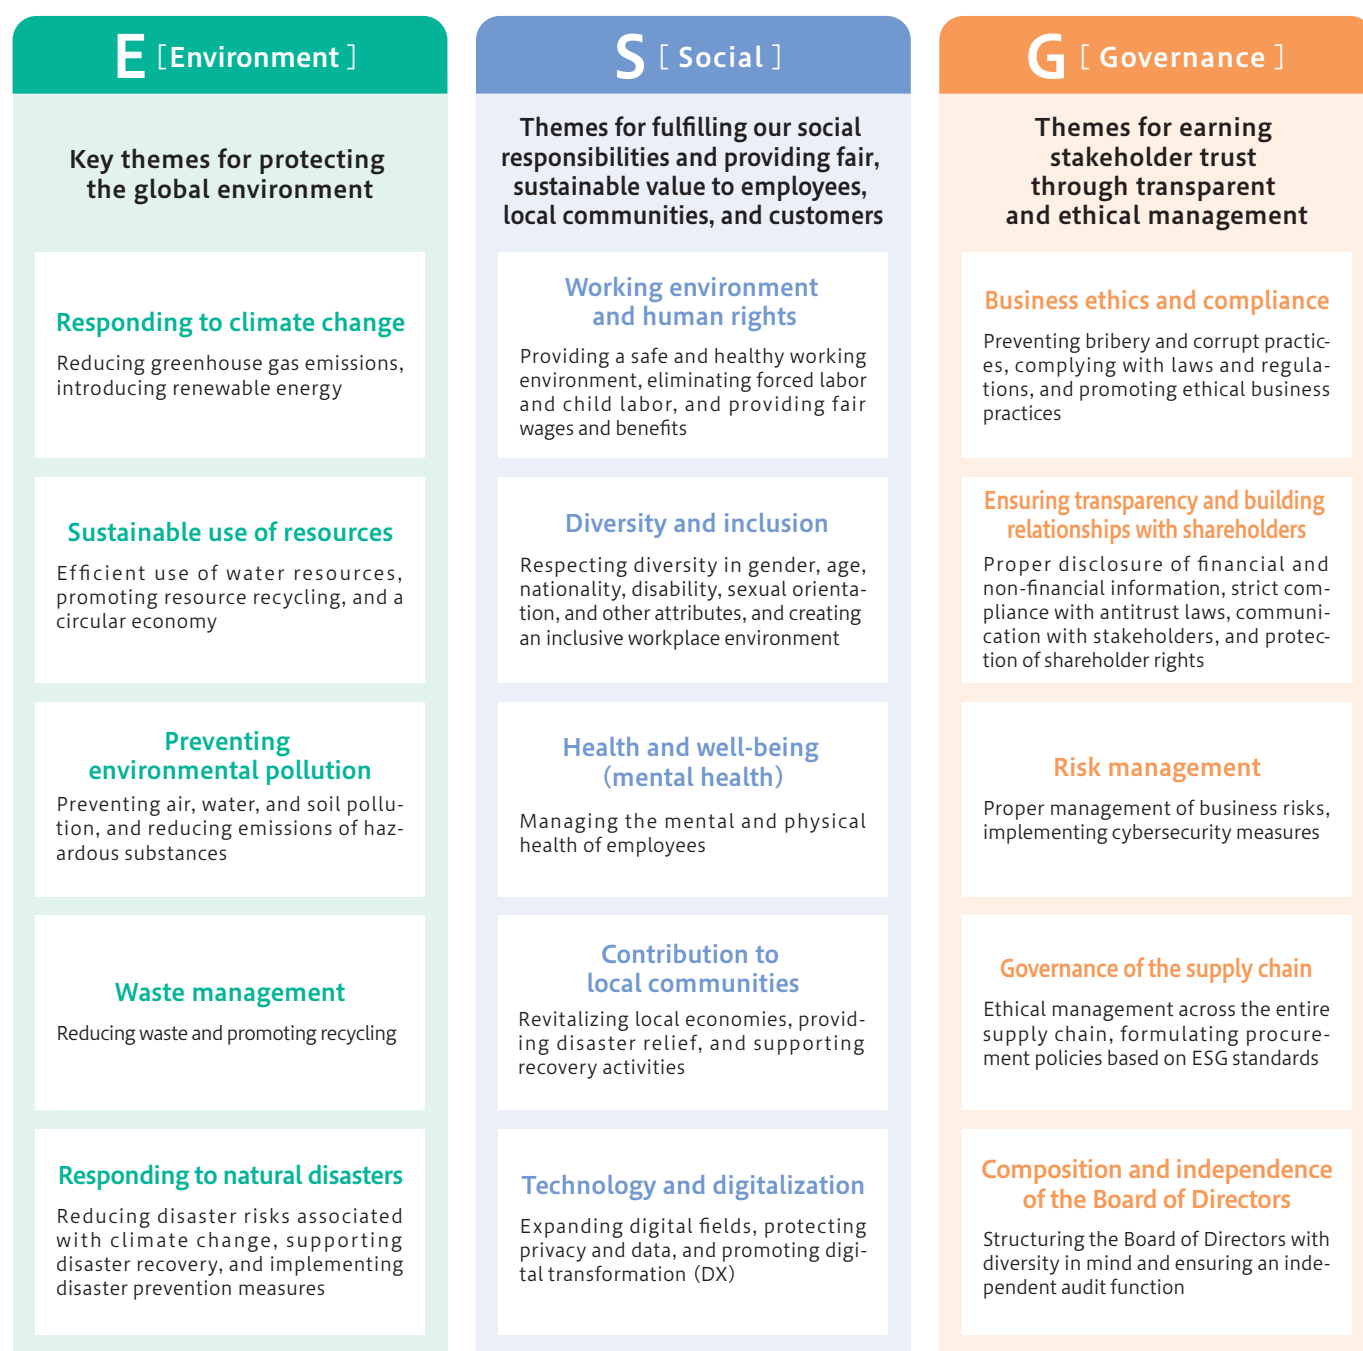 E [Environment]
Key themes for protecting
the global environment
Responding to climate change
Reducing greenhouse gas emissions,
introducing renewable energy
Sustainable use of resources
Efficient use of water resources,
promoting resource recycling, and a
circular economy
Preventing
environmental pollution
Preventing air, water, and soil pollu-
tion, and reducing emissions of haz-
ardous substances
Waste management
Reducing waste and promoting recycling
Responding to natural disasters
Reducing disaster risks associated
with climate change, supporting
disaster recovery, and implementing
disaster prevention measures
S [Social]
Themes for fulfilling our social
responsibilities and providing fair,
sustainable value to employees,
local communities, and customers
Working environment
and human rights
Providing a safe and healthy working
environment, eliminating forced labor
and child labor, and providing fair
wages and benefits
Diversity and inclusion
Respecting diversity in gender, age,
nationality, disability, sexual orienta-
tion, and other attributes, and creating
an inclusive workplace environment
Health and well-being
(mental health)
Managing the mental and physical
health of employees
Contribution to
local communities
Revitalizing local economies, provid-
ing disaster relief, and supporting
recovery activities
Technology and digitalization
Expanding digital fields, protecting
privacy and data, and promoting digi-
tal transformation (DX)
G [Governance]
Themes for earning
stakeholder trust
through transparent
and ethical management
Business ethics and compliance
Preventing bribery and corrupt practic-
es, complying with laws and regula-
tions, and promoting ethical business
practices
Ensuring transparency and building
relationships with shareholders
Proper disclosure of financial and
non-financial information, strict com-
pliance with antitrust laws, communi-
cation with stakeholders, and protec-
tion of shareholder rights
Risk management
Proper management of business risks,
implementing cybersecurity measures
Governance of the supply chain
Ethical management across the entire
supply chain, formulating procure-
ment policies based on ESG standards
Composition and independence
of the Board of Directors
Structuring the Board of Directors with
diversity in mind and ensuring an inde-
pendent audit function